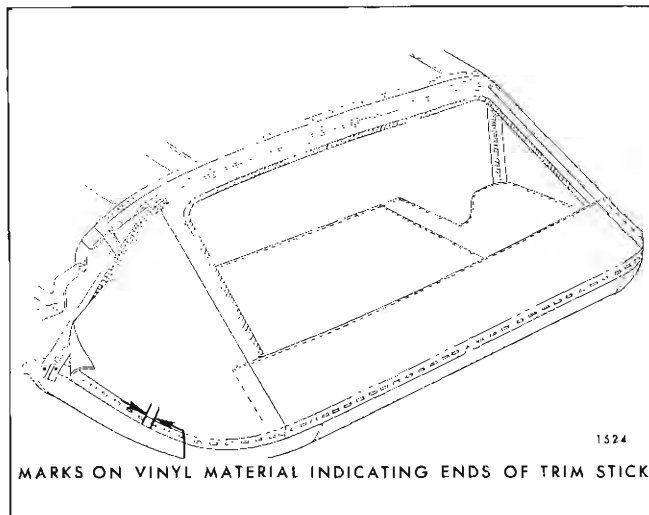 1524
MARKS ON VINYL MATERIAL INDICATING ENDS OF TRIM STICK